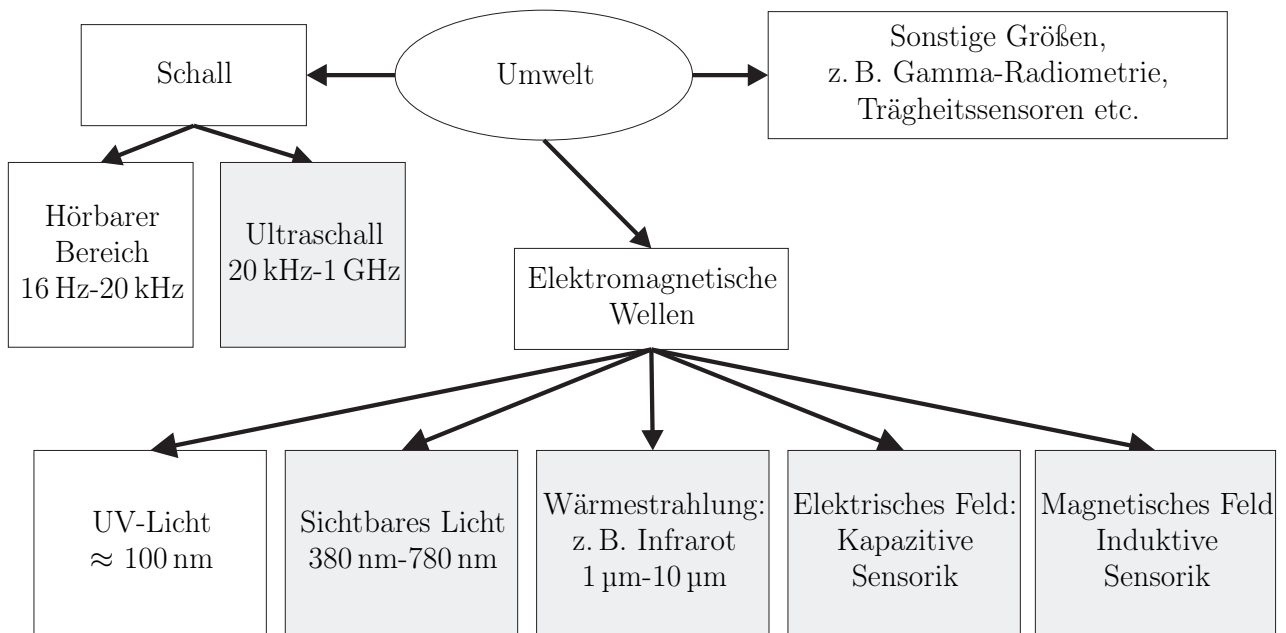 Schall
Umwelt
Sonstige Größen,
z. B. Gamma-Radiometrie,
Trägheitssensoren etc.
Hörbarer
Bereich
16 Hz-20 kHz
Ultraschall
20 kHz-1 GHz
Elektromagnetische
Wellen
UV-Licht
≈ 100 nm
Sichtbares Licht
380 nm-780 nm
Wärmestrahlung:
z. B. Infrarot
1 µm-10 µm
Elektrisches Feld:
Kapazitive
Sensorik
Magnetisches Feld
Induktive
Sensorik